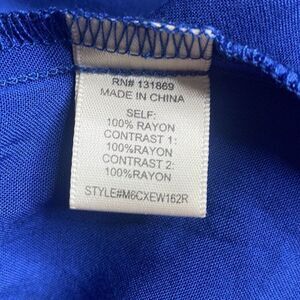 RN# 131869
MADE IN CHINA
SELF:
100% RAYON
CONTRAST 1:
100%RAYON
CONTRAST 2:
100%RAYON
STYLE#M6CXEW162R